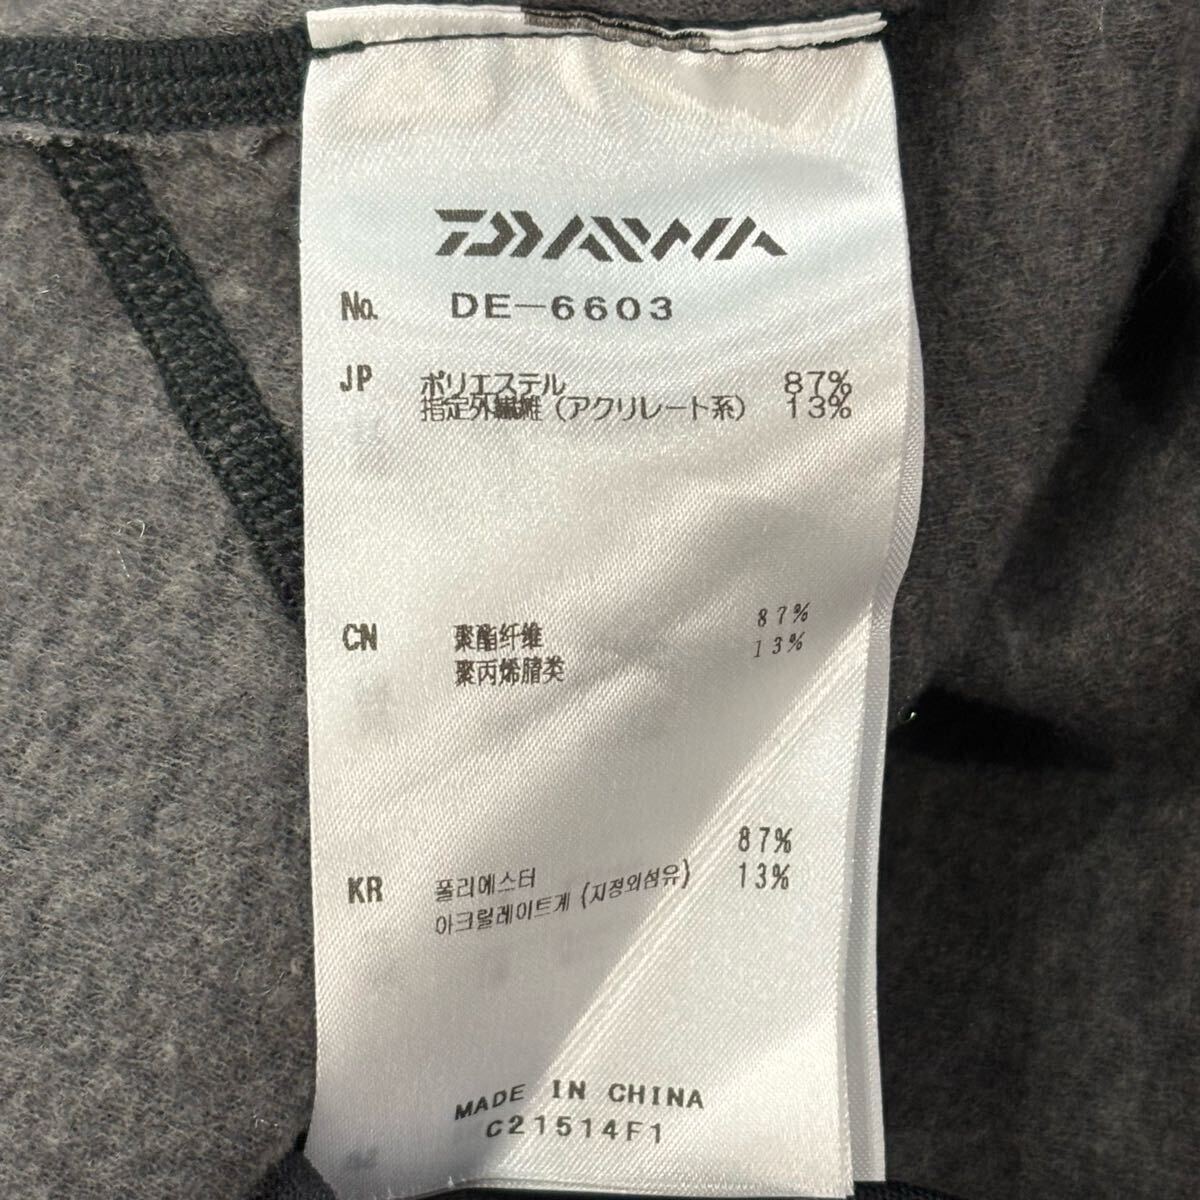 DAIWA
No. DE-6603
JP ポリエステル 87%
指定外繊維（アクリレート系） 13%
CN 聚酯纤维 87%
聚丙烯腈类 13%
KR 폴리에스터 87%
아크릴레이트계 (지정외섬유) 13%
MADE IN CHINA
C21514F1